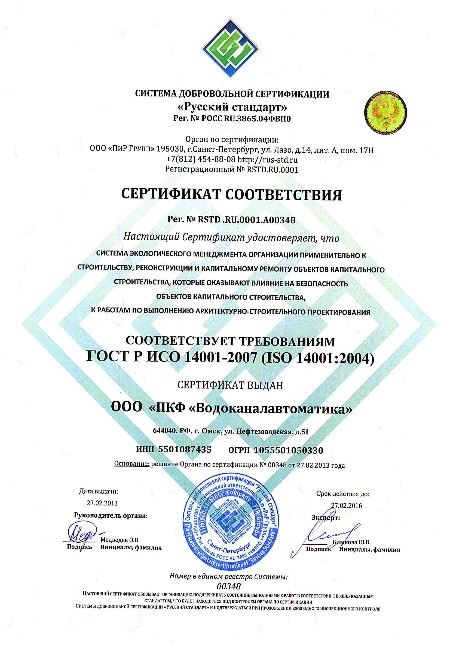 СИСТЕМА ДОБРОВОЛЬНОЙ СЕРТИФИКАЦИИ
«Русский стандарт»
Рег. № РОСС RU.3865.04ФВП0
Орган по сертификации:
ООО «ПиР Групп» 195030, г.Санкт-Петербург, ул. Лазо, д.14, лит. А, пом. 17Н
+7(812) 454-88-08 http://rus-std.ru
Регистрационный № RSTD.RU.0001
СЕРТИФИКАТ СООТВЕТСТВИЯ
Рег. № RSTD .RU.0001.A00348
Настоящий Сертификат удостоверяет, что
СИСТЕМА ЭКОЛОГИЧЕСКОГО МЕНЕДЖМЕНТА ОРГАНИЗАЦИИ ПРИМЕНИТЕЛЬНО К
СТРОИТЕЛЬСТВУ, РЕКОНСТРУКЦИИ И КАПИТАЛЬНОМУ РЕМОНТУ ОБЪЕКТОВ КАПИТАЛЬНОГО
СТРОИТЕЛЬСТВА, КОТОРЫЕ ОКАЗЫВАЮТ ВЛИЯНИЕ НА БЕЗОПАСНОСТЬ
ОБЪЕКТОВ КАПИТАЛЬНОГО СТРОИТЕЛЬСТВА,
К РАБОТАМ ПО ВЫПОЛНЕНИЮ АРХИТЕКТУРНО-СТРОИТЕЛЬНОГО ПРОЕКТИРОВАНИЯ
СООТВЕТСТВУЕТ ТРЕБОВАНИЯМ
ГОСТ Р ИСО 14001-2007 (ISO 14001:2004)
СЕРТИФИКАТ ВЫДАН
ООО «ПКФ «Водоканалавтоматика»
644040, РФ, г. Омск, ул. Нефтезаводская, д.51
ИНН 5501087435 ОГРН 1055501050330
Основание: решение Органа по сертификации № 00348 от 27.02.2013 года
Дата выдачи:
27.02.2013
Руководитель органа:
О.В
Подпись Инициалы, фамилия
Срок действия до:
27.02.2016
Эксперт:
Ю.В.
Подпись Инициалы, фамилия
Санкт-Петербург
Номер в едином реестре Системы:
00348